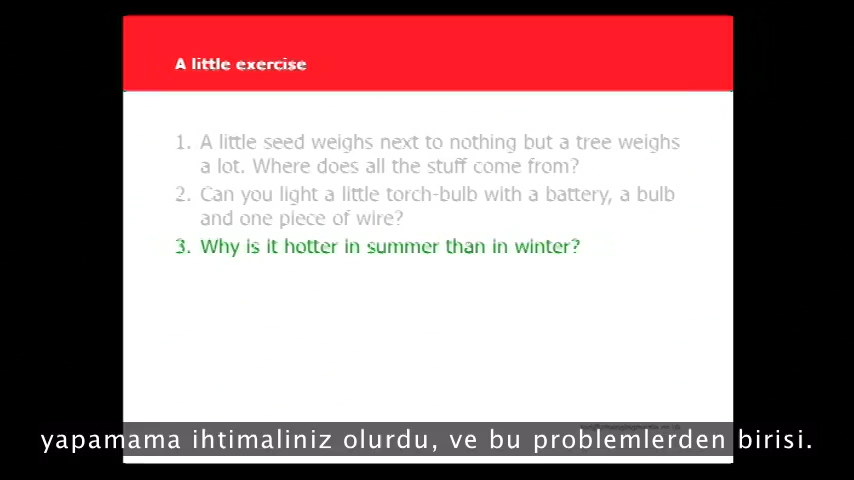 A little exercise
1. A little seed weighs next to nothing but a tree weighs
a lot. Where does all the stuff come from?
2. Can you light a little torch-bulb with a battery, a bulb
and one piece of wire?
3. Why is it hotter in summer than in winter?
yapamama ihtimaliniz olurdu, ve bu problemlerden birisi.